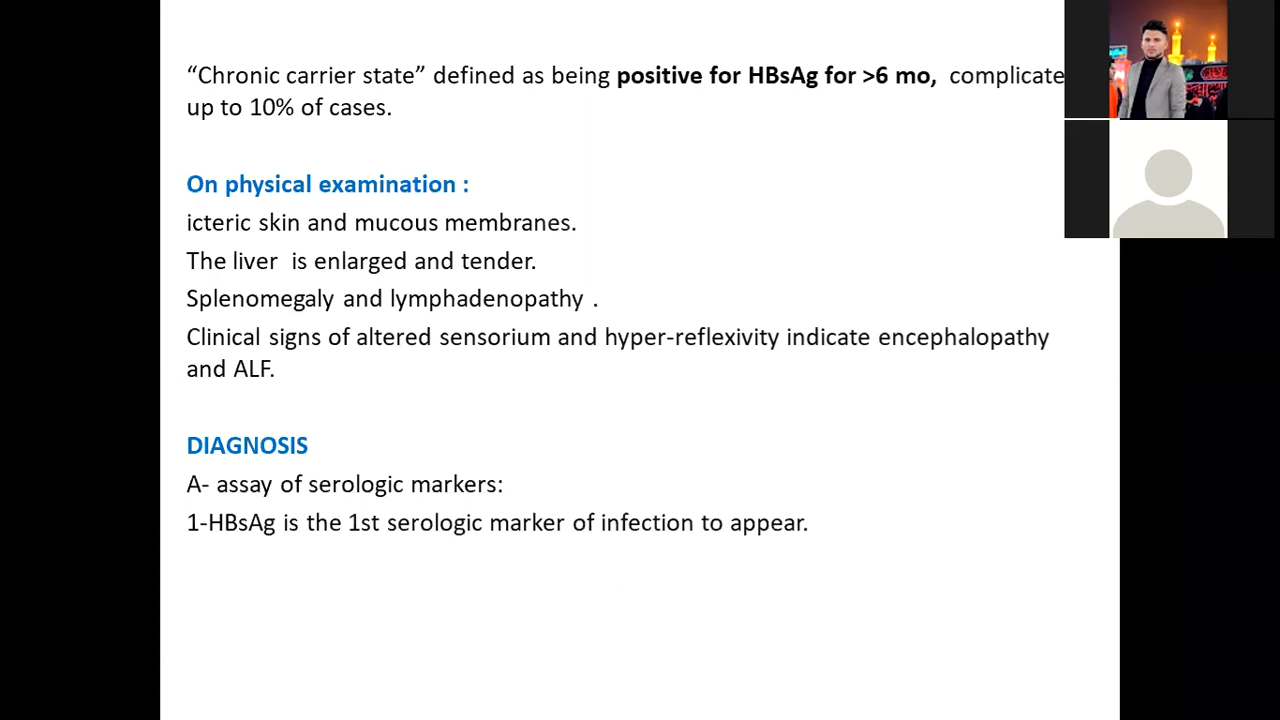 “Chronic carrier state” defined as being positive for HBsAg for >6 mo, complicate
up to 10% of cases.
On physical examination :
icteric skin and mucous membranes.
The liver is enlarged and tender.
Splenomegaly and lymphadenopathy .
Clinical signs of altered sensorium and hyper-reflexivity indicate encephalopathy
and ALF.
DIAGNOSIS
A- assay of serologic markers:
1-HBsAg is the 1st serologic marker of infection to appear.